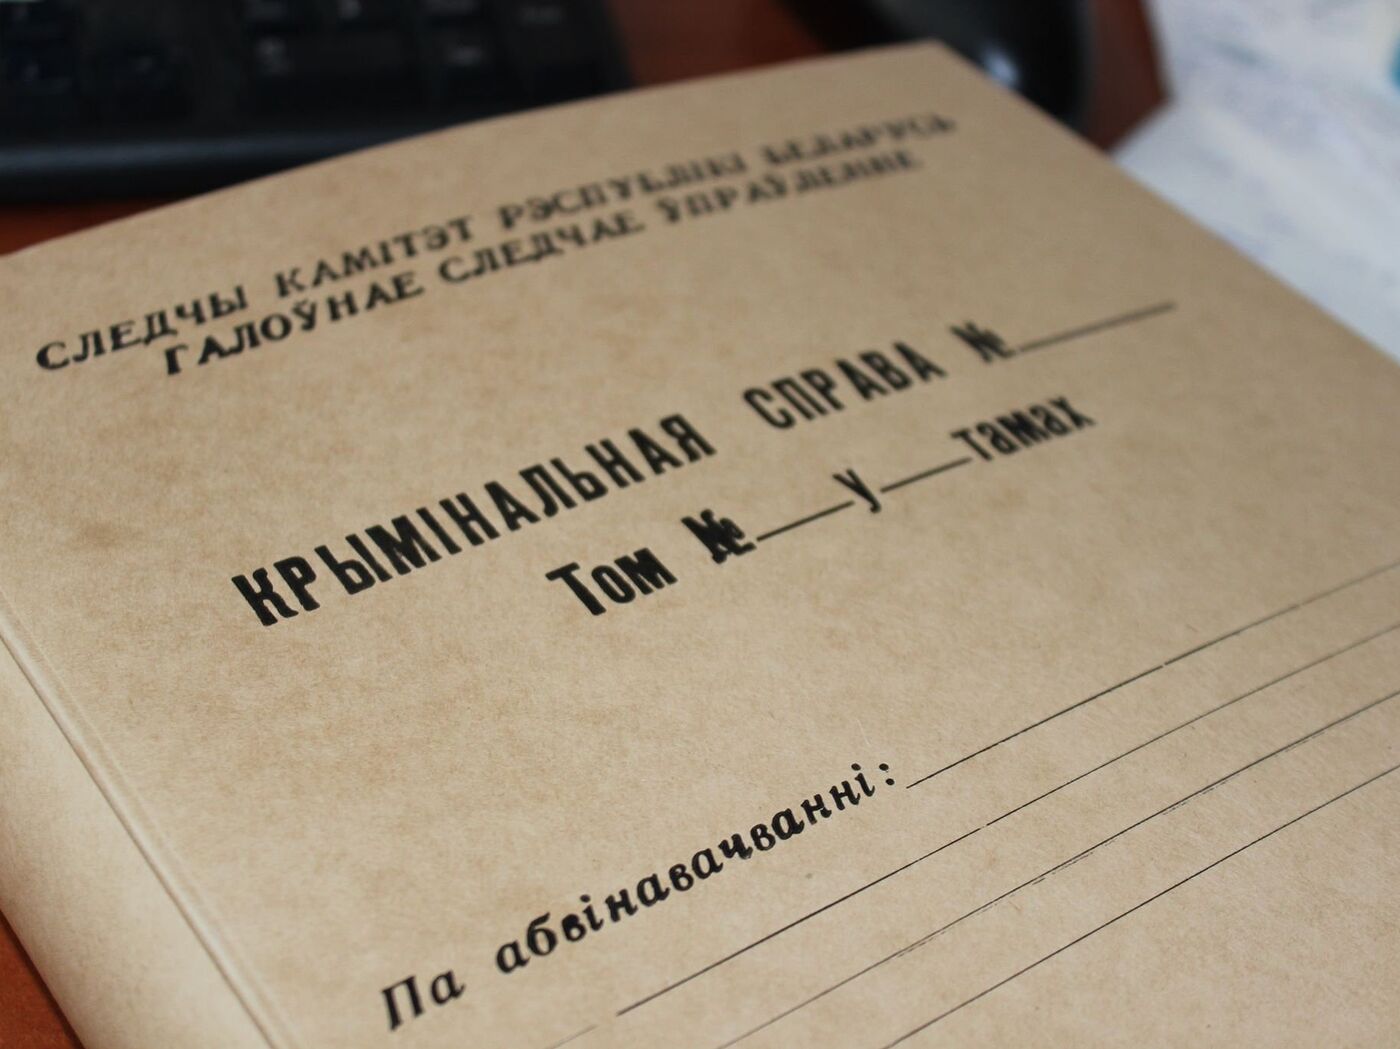 СЛЕДЧЫ КАМІТЭТ РЭСПУБЛІКІ БЕЛАРУСЬ
ГАЛОЎНАЕ СЛЕДЧАЕ ЎПРАЎЛЕННЕ
КРЫМІНАЛЬНАЯ СПРАВА №
Том № у тамах
Па абвінавачванні: